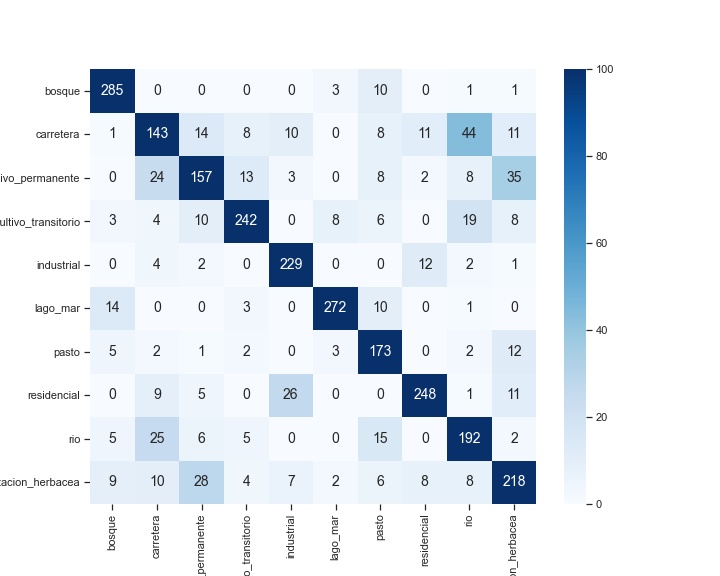 bosque 285 0 0 0 0 3 10 0 1 1
carretera 1 143 14 8 10 0 8 11 44 11
ivo_permanente 0 24 157 13 3 0 8 2 8 35
ultivo_transitorio 3 4 10 242 0 8 6 0 19 8
industrial 0 4 2 0 229 0 0 12 2 1
lago_mar 14 0 0 3 0 272 10 0 1 0
pasto 5 2 1 2 0 3 173 0 2 12
residencial 0 9 5 0 26 0 0 248 1 11
rio 5 25 6 5 0 0 15 0 192 2
tacion_herbacea 9 10 28 4 7 2 6 8 8 218
bosque
carretera
_permanente
o_transitorio
industrial
lago_mar
pasto
residencial
rio
on_herbacea
100
80
60
40
20
0